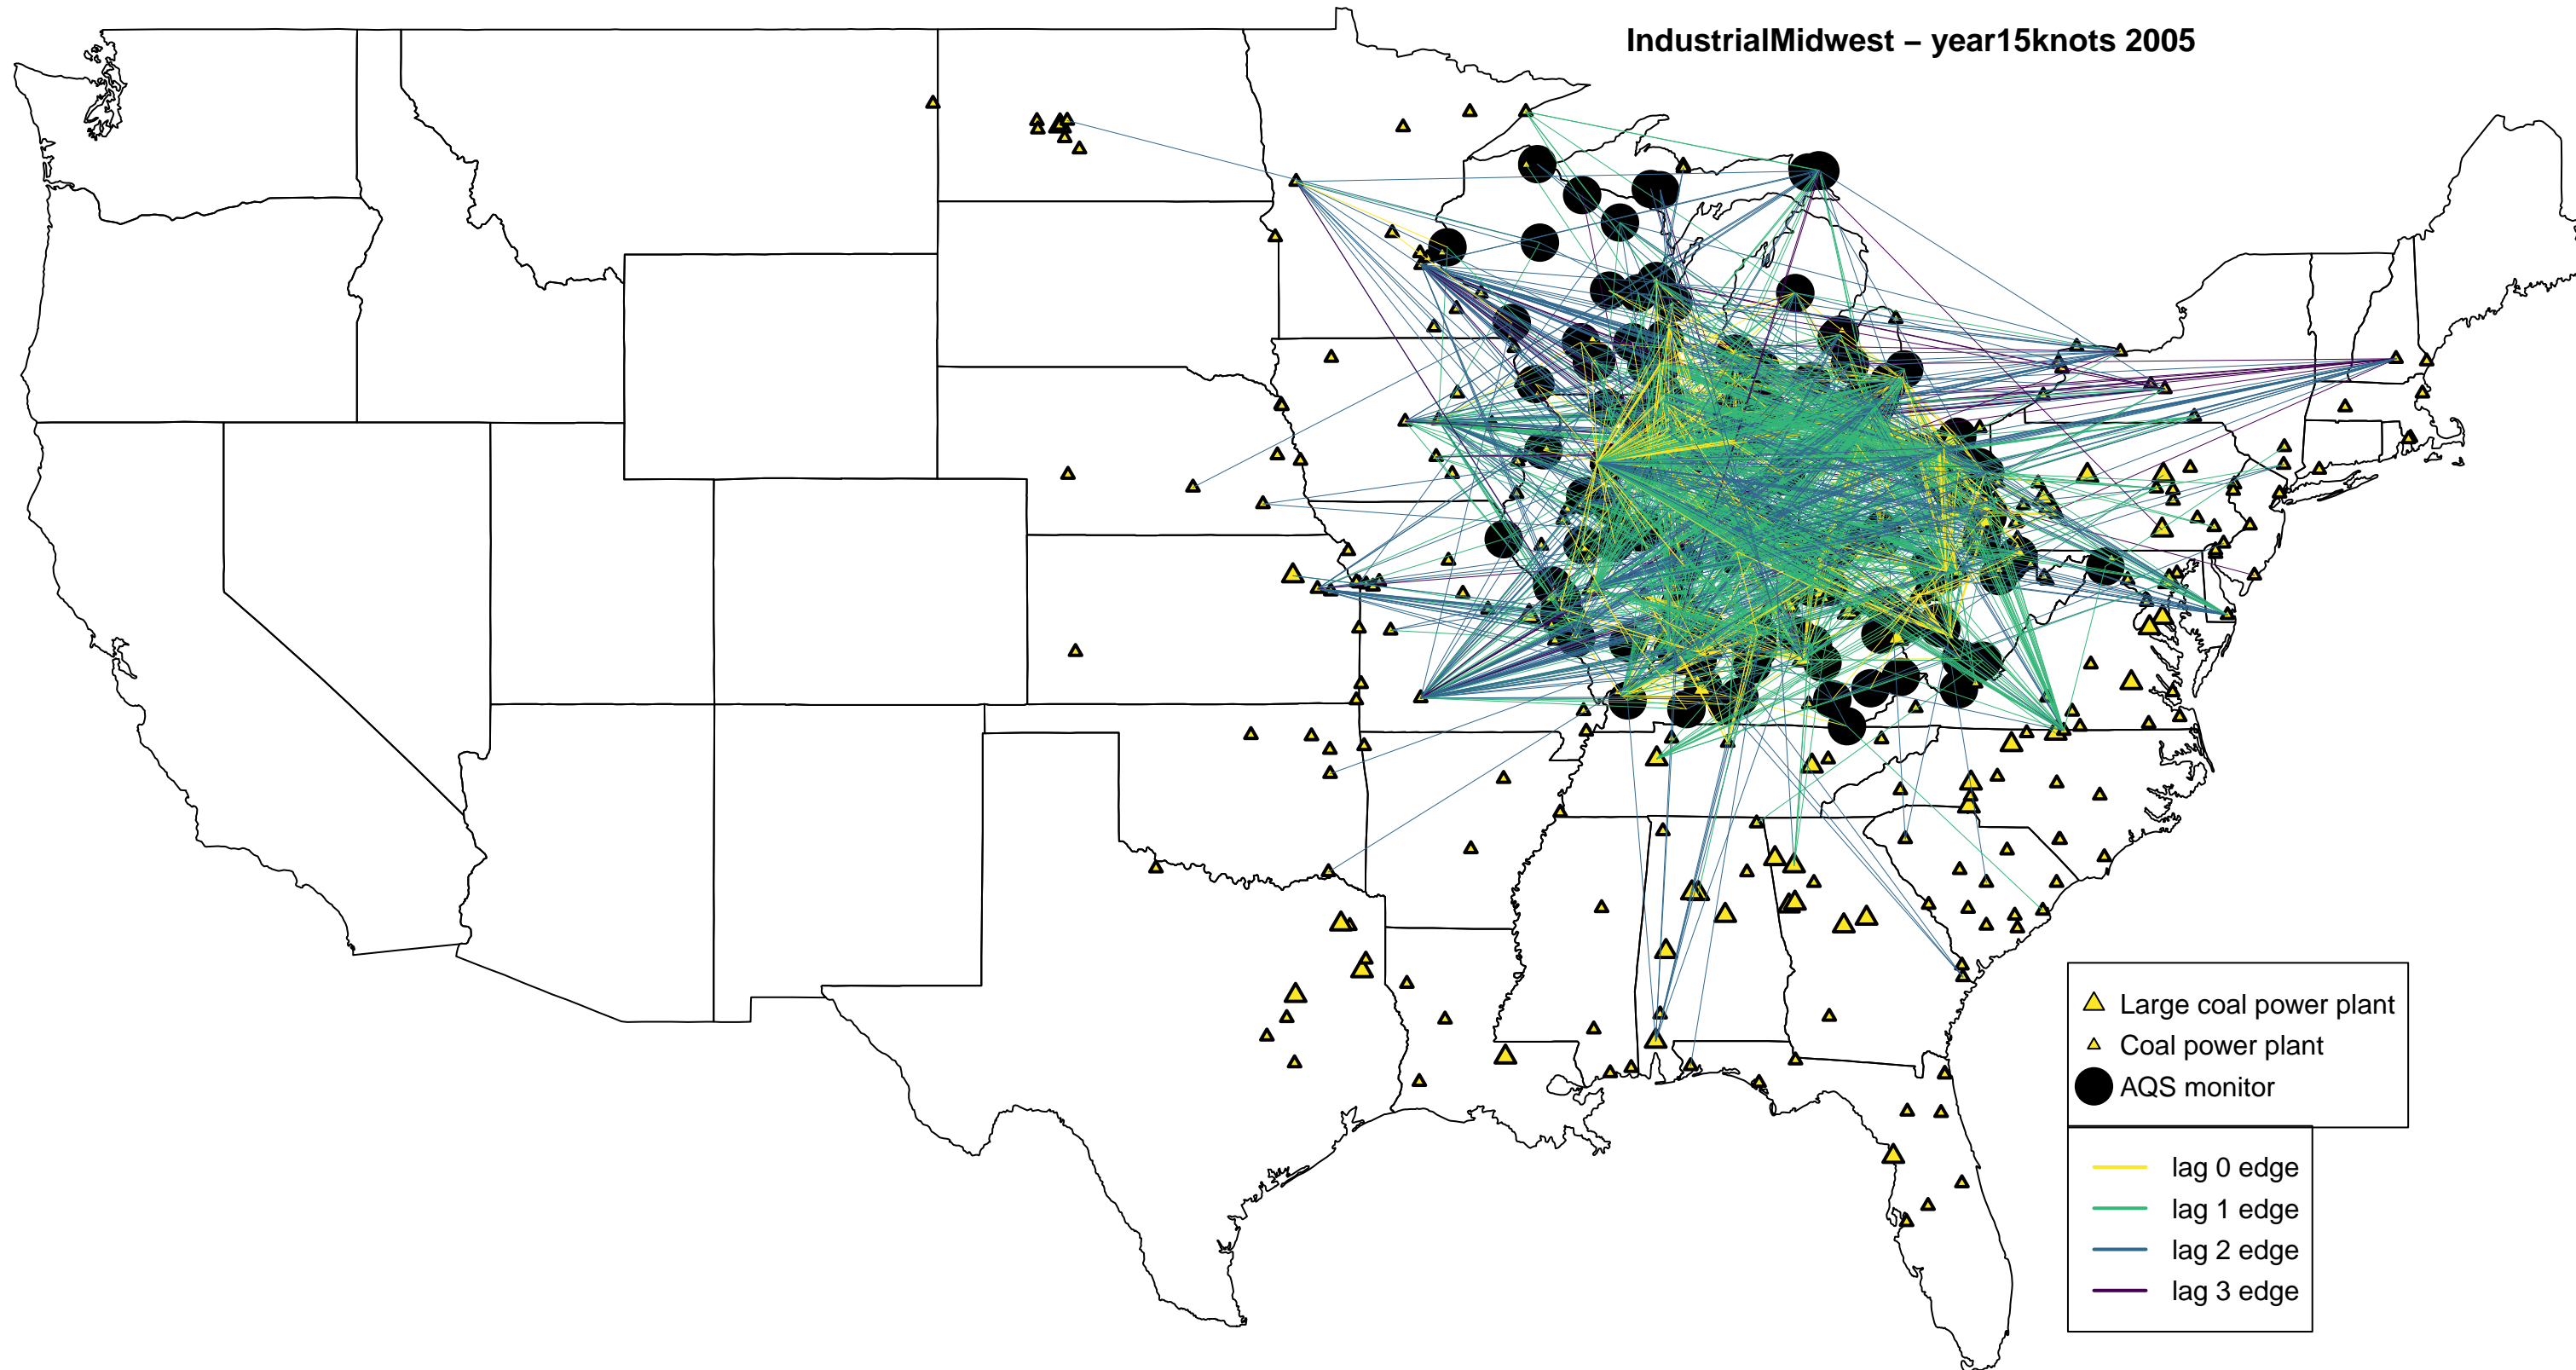 IndustrialMidwest – year15knots 2005
Large coal power plant
Coal power plant
AQS monitor
lag 0 edge
lag 1 edge
lag 2 edge
lag 3 edge